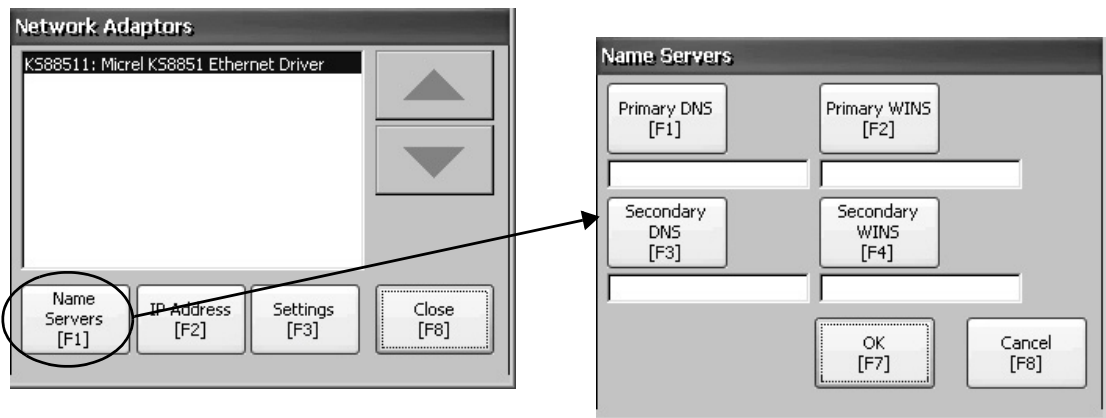 Network Adaptors
KS88511: Micrel KS8851 Ethernet Driver
Name
Servers
[F1]
IP Address
[F2]
Settings
[F3]
Close
[F8]
Name Servers
Primary DNS
[F1]
Primary WINS
[F2]
Secondary
DNS
[F3]
Secondary
WINS
[F4]
OK
[F7]
Cancel
[F8]